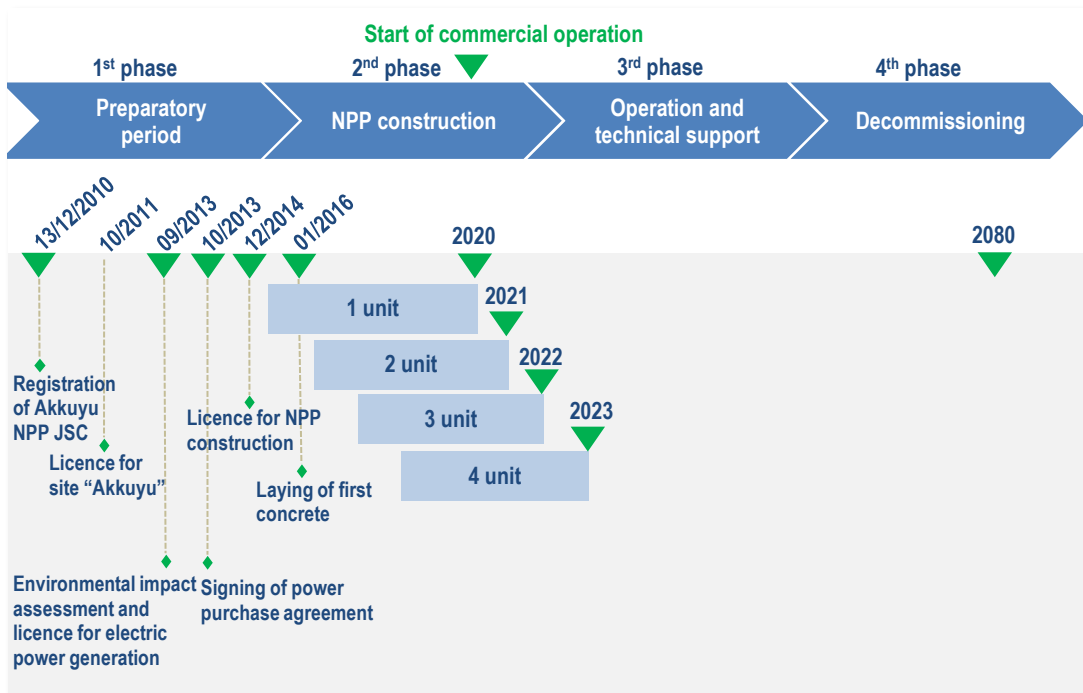 Start of commercial operation
1st phase
2nd phase
3rd phase
4th phase
Preparatory
period
NPP construction
Operation and
technical support
Decommissioning
13/12/2010
10/2011
09/2013
10/2013
12/2014
01/2016
2020
2080
1 unit
2021
2 unit
2022
3 unit
2023
4 unit
Registration
of Akkuyu
NPP JSC
Licence for
site “Akkuyu”
Licence for NPP
construction
Laying of first
concrete
Environmental impact
assessment and
licence for electric
power generation
Signing of power
purchase agreement